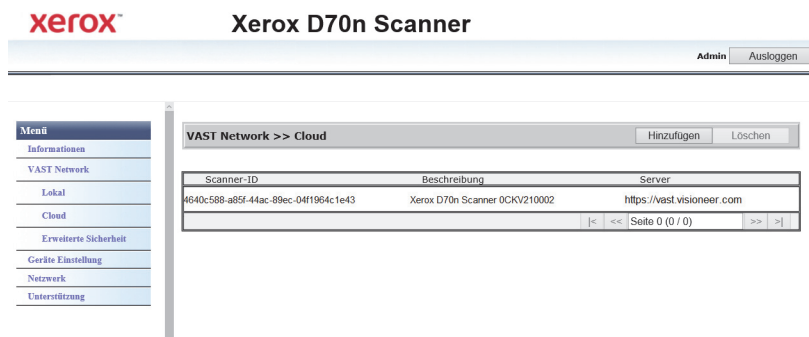 xerox™ Xerox D70n Scanner
Admin Ausloggen
Menü
Informationen
VAST Network
Lokal
Cloud
Erweiterte Sicherheit
Geräte Einstellung
Netzwerk
Unterstützung
VAST Network >> Cloud Hinzufügen Löschen
Scanner-ID Beschreibung Server
4640c588-a85f-44ac-89ec-04f1964c1e43 Xerox D70n Scanner 0CKV210002 https://vast.visioneer.com
|< << Seite 0 (0 / 0) >> >|